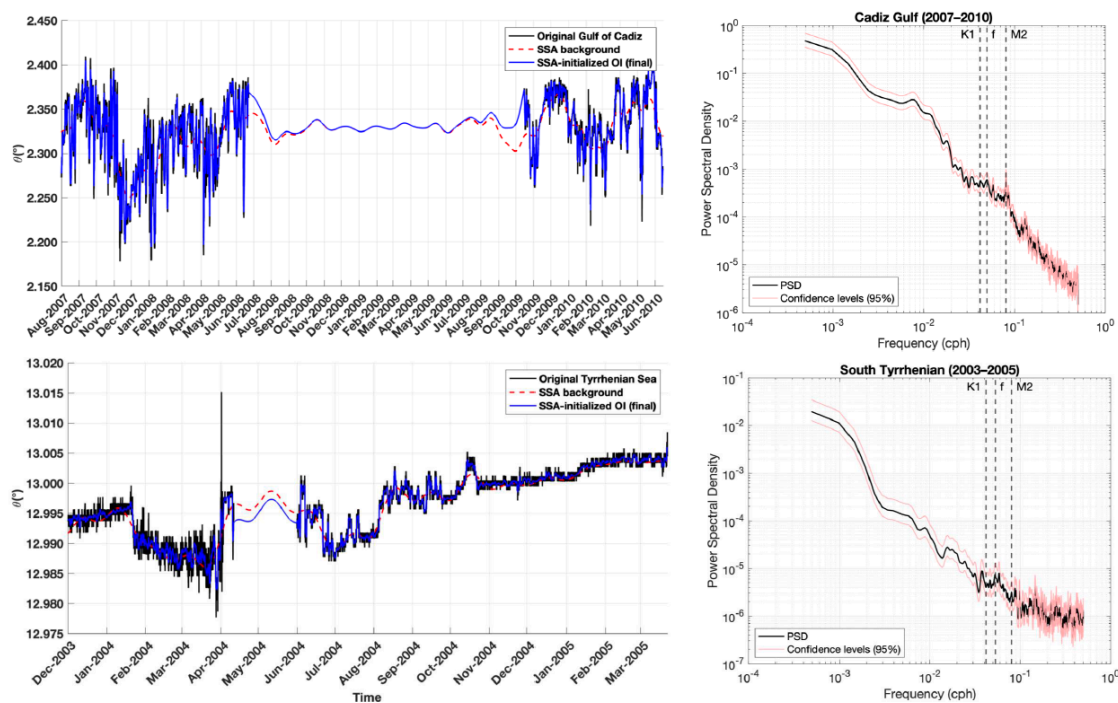 2.450
2.400
2.350
2.300
2.250
2.200
2.150
θ(°)
Original Gulf of Cadiz
SSA background
SSA-initialized OI (final)
Aug-2007
Sep-2007
Oct-2007
Nov-2007
Dec-2007
Jan-2008
Feb-2008
Mar-2008
Apr-2008
May-2008
Jun-2008
Jul-2008
Aug-2008
Sep-2008
Oct-2008
Nov-2008
Dec-2008
Jan-2009
Feb-2009
Mar-2009
Apr-2009
May-2009
Jun-2009
Jul-2009
Aug-2009
Sep-2009
Oct-2009
Nov-2009
Dec-2009
Jan-2010
Feb-2010
Mar-2010
Apr-2010
May-2010
Jun-2010
Cadiz Gulf (2007–2010)
K1 f M2
10^0
10^-1
10^-2
10^-3
10^-4
10^-5
10^-6
Power Spectral Density
PSD
Confidence levels (95%)
10^-4 10^-3 10^-2 10^-1 10^0
Frequency (cph)
13.020
13.015
13.010
13.005
13.000
12.995
12.990
12.985
12.980
12.975
θ(°)
Original Tyrrhenian Sea
SSA background
SSA-initialized OI (final)
Dec-2003
Jan-2004
Feb-2004
Mar-2004
Apr-2004
May-2004
Jun-2004
Jul-2004
Aug-2004
Sep-2004
Oct-2004
Nov-2004
Dec-2004
Jan-2005
Feb-2005
Mar-2005
Time
South Tyrrhenian (2003–2005)
K1 f M2
10^-1
10^-2
10^-3
10^-4
10^-5
10^-6
10^-7
Power Spectral Density
PSD
Confidence levels (95%)
10^-4 10^-3 10^-2 10^-1 10^0
Frequency (cph)